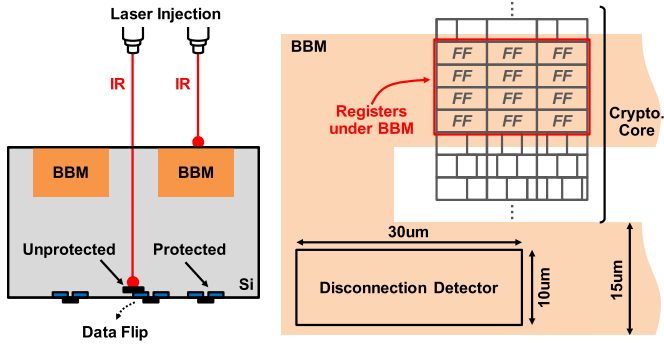 Laser Injection
IR
IR
BBM
BBM
Unprotected
Protected
Si
Data Flip
BBM
FF FF FF
FF FF FF
FF FF FF
FF FF FF
Registers
under BBM
Crypto.
Core
30um
Disconnection Detector
10um
15um